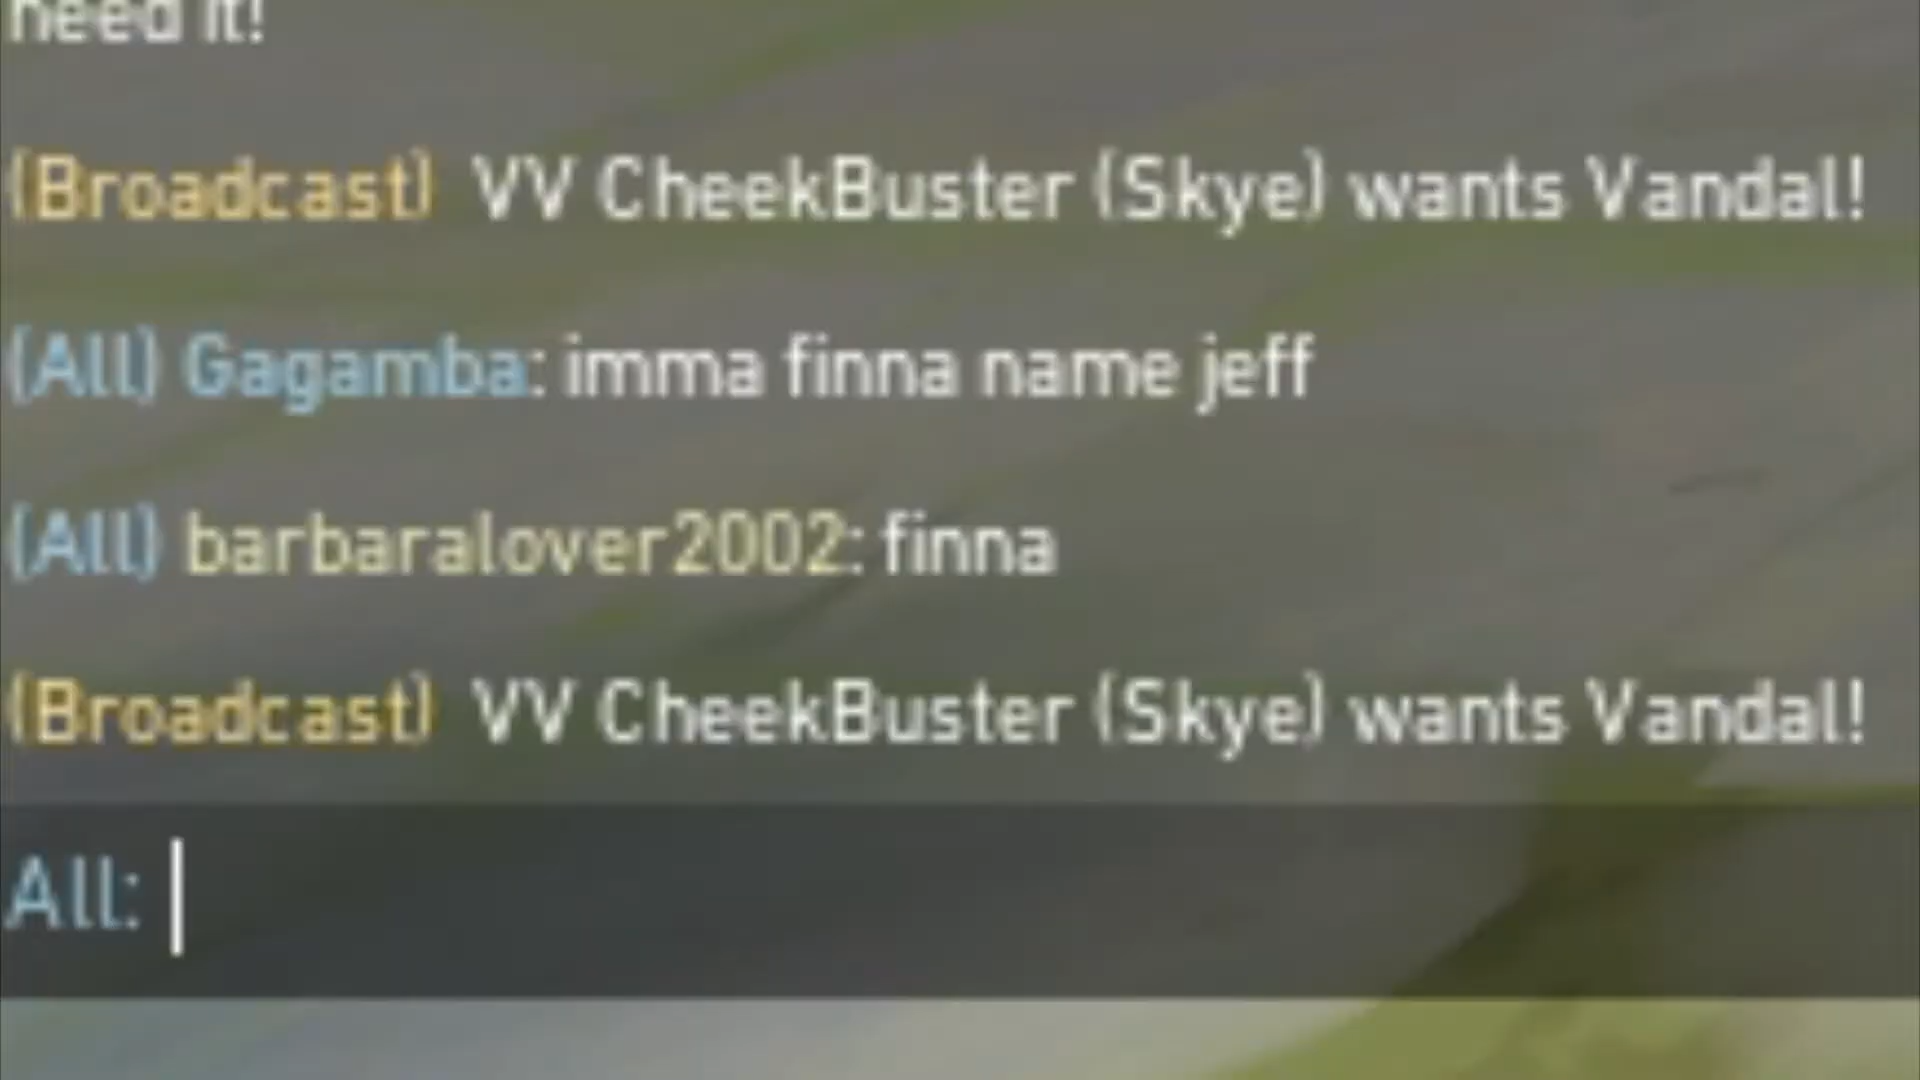 need it!
(Broadcast) VV CheekBuster (Skye) wants Vandal!
(All) Gagamba: imma finna name jeff
(All) barbaralover2002: finna
(Broadcast) VV CheekBuster (Skye) wants Vandal!
All: